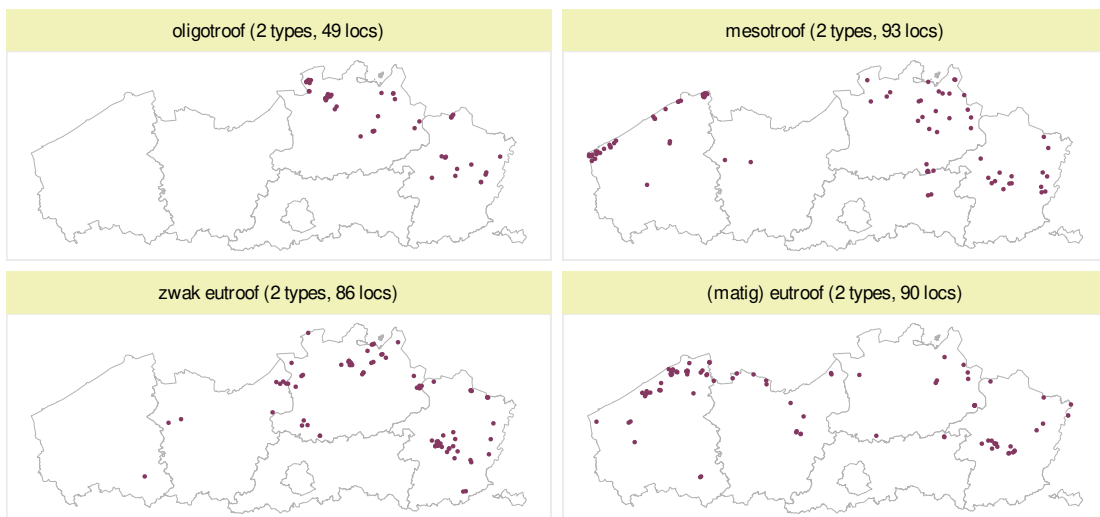 oligotroof (2 types, 49 locs)
mesotroof (2 types, 93 locs)
zwak eutroof (2 types, 86 locs)
(matig) eutroof (2 types, 90 locs)